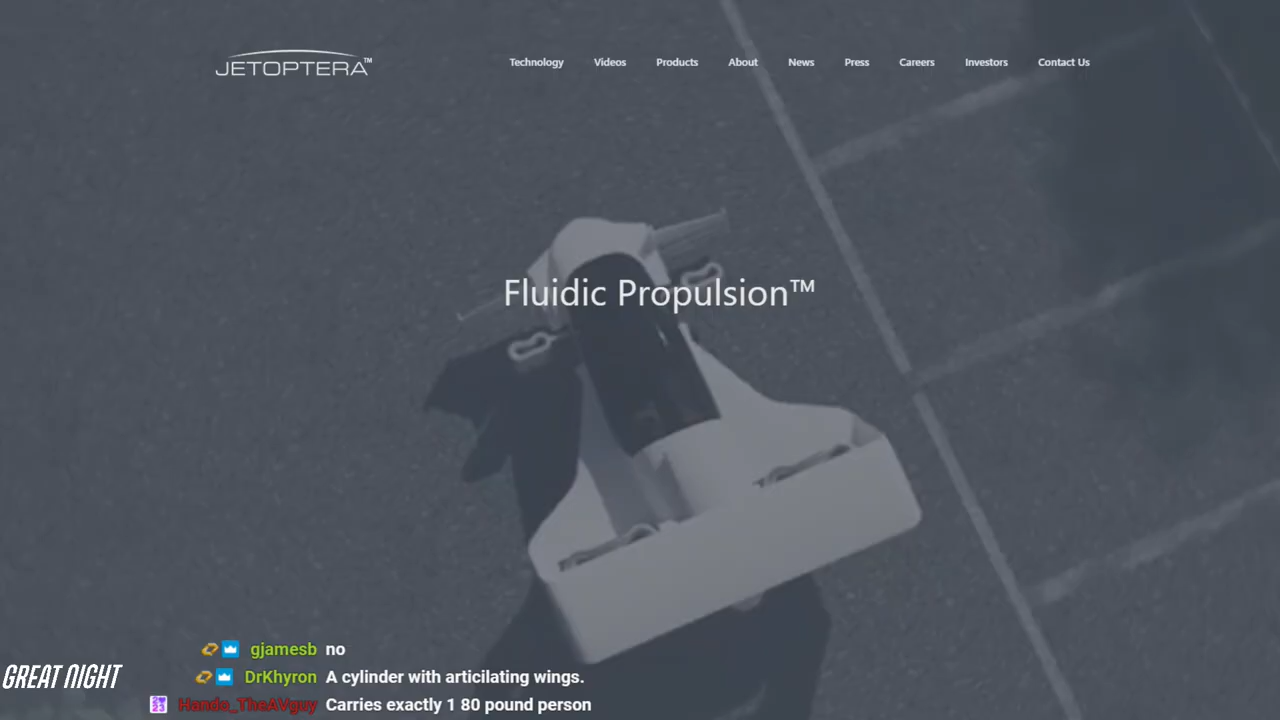 JETOPTERA™
Technology Videos Products About News Press Careers Investors Contact Us
Fluidic Propulsion™
gjamesb no
DrKhyron A cylinder with articilating wings.
Hando_TheAVguy Carries exactly 1 80 pound person
GREAT NIGHT